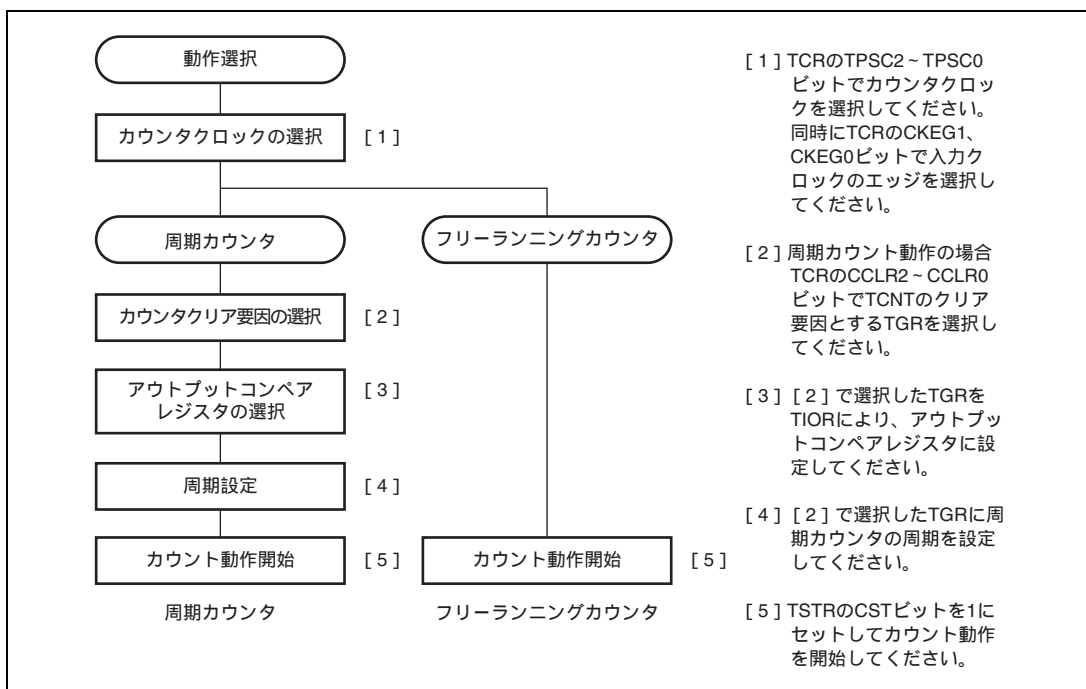 動作選択
カウンタクロックの選択 [1]
周期カウンタ
フリーランニングカウンタ
カウンタクリア要因の選択 [2]
アウトプットコンペア
レジスタの選択
[3]
周期設定 [4]
カウント動作開始 [5]
カウント動作開始 [5]
周期カウンタ
フリーランニングカウンタ
[1] TCRのTPSC2~TPSC0
ビットでカウンタクロッ
クを選択してください。
同時にTCRのCKEG1、
CKEG0ビットで入力ク
ロックのエッジを選択し
てください。
[2] 周期カウント動作の場合
TCRのCCLR2~CCLR0
ビットでTCNTのクリア
要因とするTGRを選択し
てください。
[3] [2]で選択したTGRを
TIORにより、アウトプッ
トコンペアレジスタに設
定してください。
[4] [2]で選択したTGRに周
期カウンタの周期を設定
してください。
[5] TSTRのCSTビットを1に
セットしてカウント動作
を開始してください。